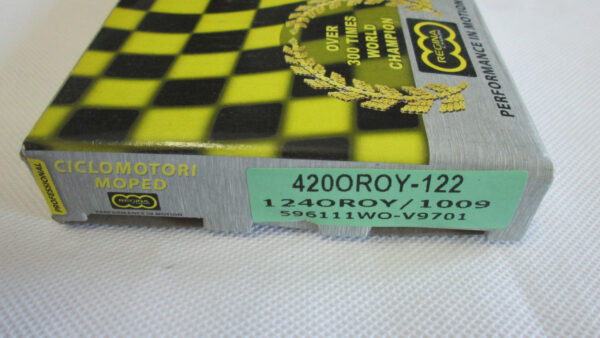 OVER
300 TIMES
WORLD
CHAMPION
REGINA
PERFORMANCE IN MOTION
PROFESSIONAL
CICLOMOTORI
MOPED
REGINA
PERFORMANCE IN MOTION
420OROY-122
124OROY/1009
596111WO-V9701